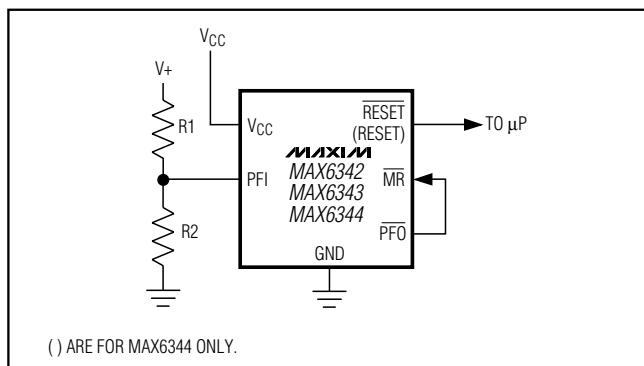 VCC
V+
R1
R2
VCC
PFI
MAXIM
MAX6342
MAX6343
MAX6344
GND
RESET
(RESET)
MR
PFO
TO µP
( ) ARE FOR MAX6344 ONLY.